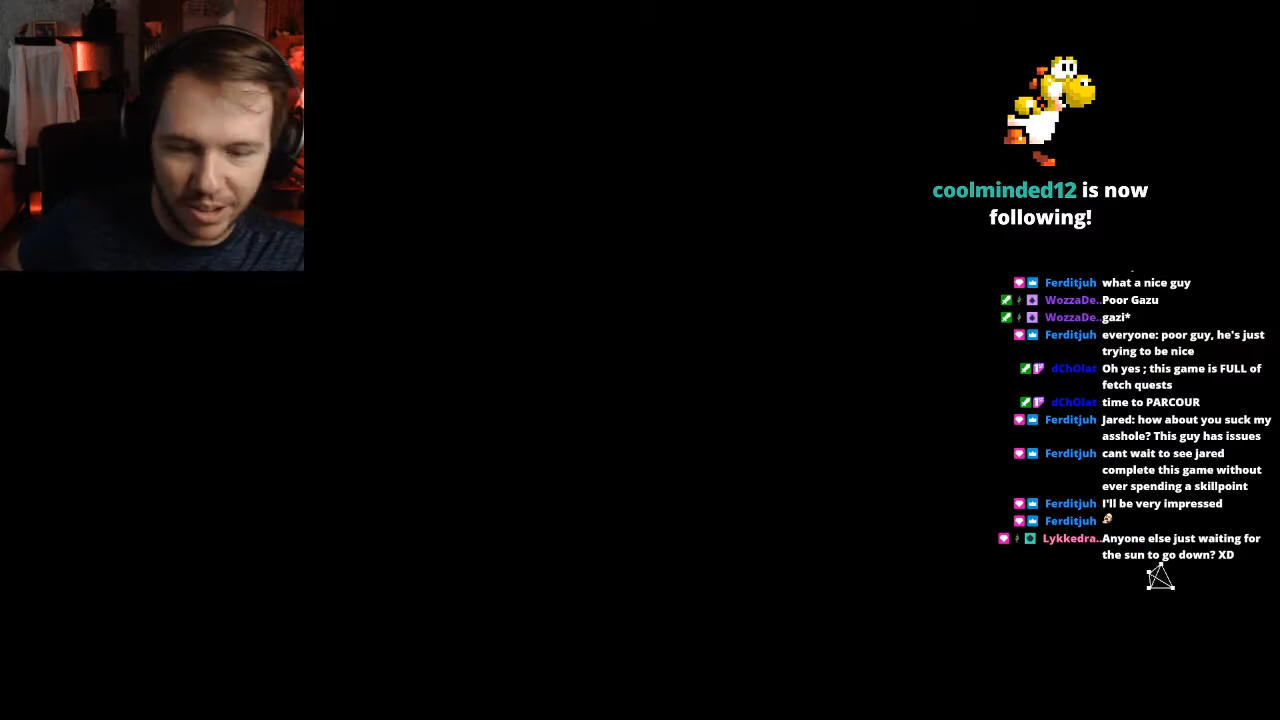 coolminded12 is now
following!
Ferditjuh what a nice guy
WozzaDe.. Poor Gazu
WozzaDe.. gazi*
Ferditjuh everyone: poor guy, he's just
trying to be nice
dChOlat Oh yes ; this game is FULL of
fetch quests
dChOlat time to PARCOUR
Ferditjuh Jared: how about you suck my
asshole? This guy has issues
Ferditjuh cant wait to see jared
complete this game without
ever spending a skillpoint
Ferditjuh I'll be very impressed
Ferditjuh
Lykkedra.. Anyone else just waiting for
the sun to go down? XD